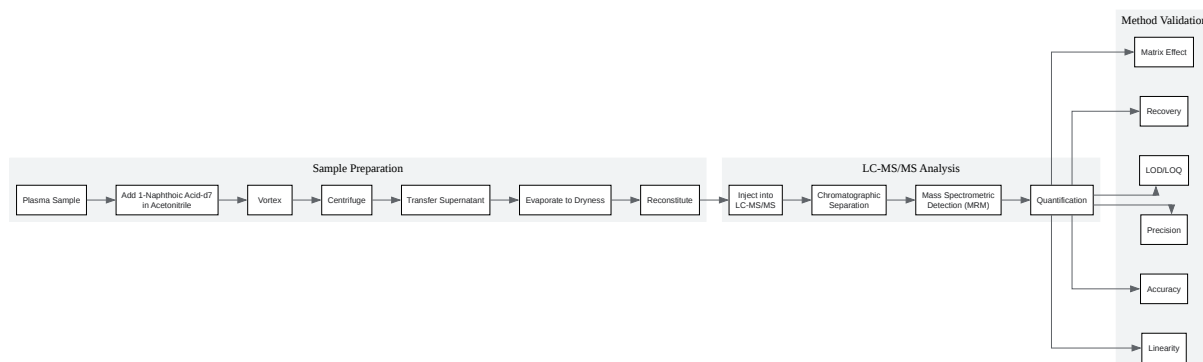 Method Validation
Matrix Effect
Recovery
Sample Preparation
LC-MS/MS Analysis
LOD/LOQ
Plasma Sample
Add 1-Naphthoic Acid-d7
in Acetonitrile
Vortex
Centrifuge
Transfer Supernatant
Evaporate to Dryness
Reconstitute
Inject into
LC-MS/MS
Chromatographic
Separation
Mass Spectrometric
Detection (MRM)
Quantification
Precision
Accuracy
Linearity